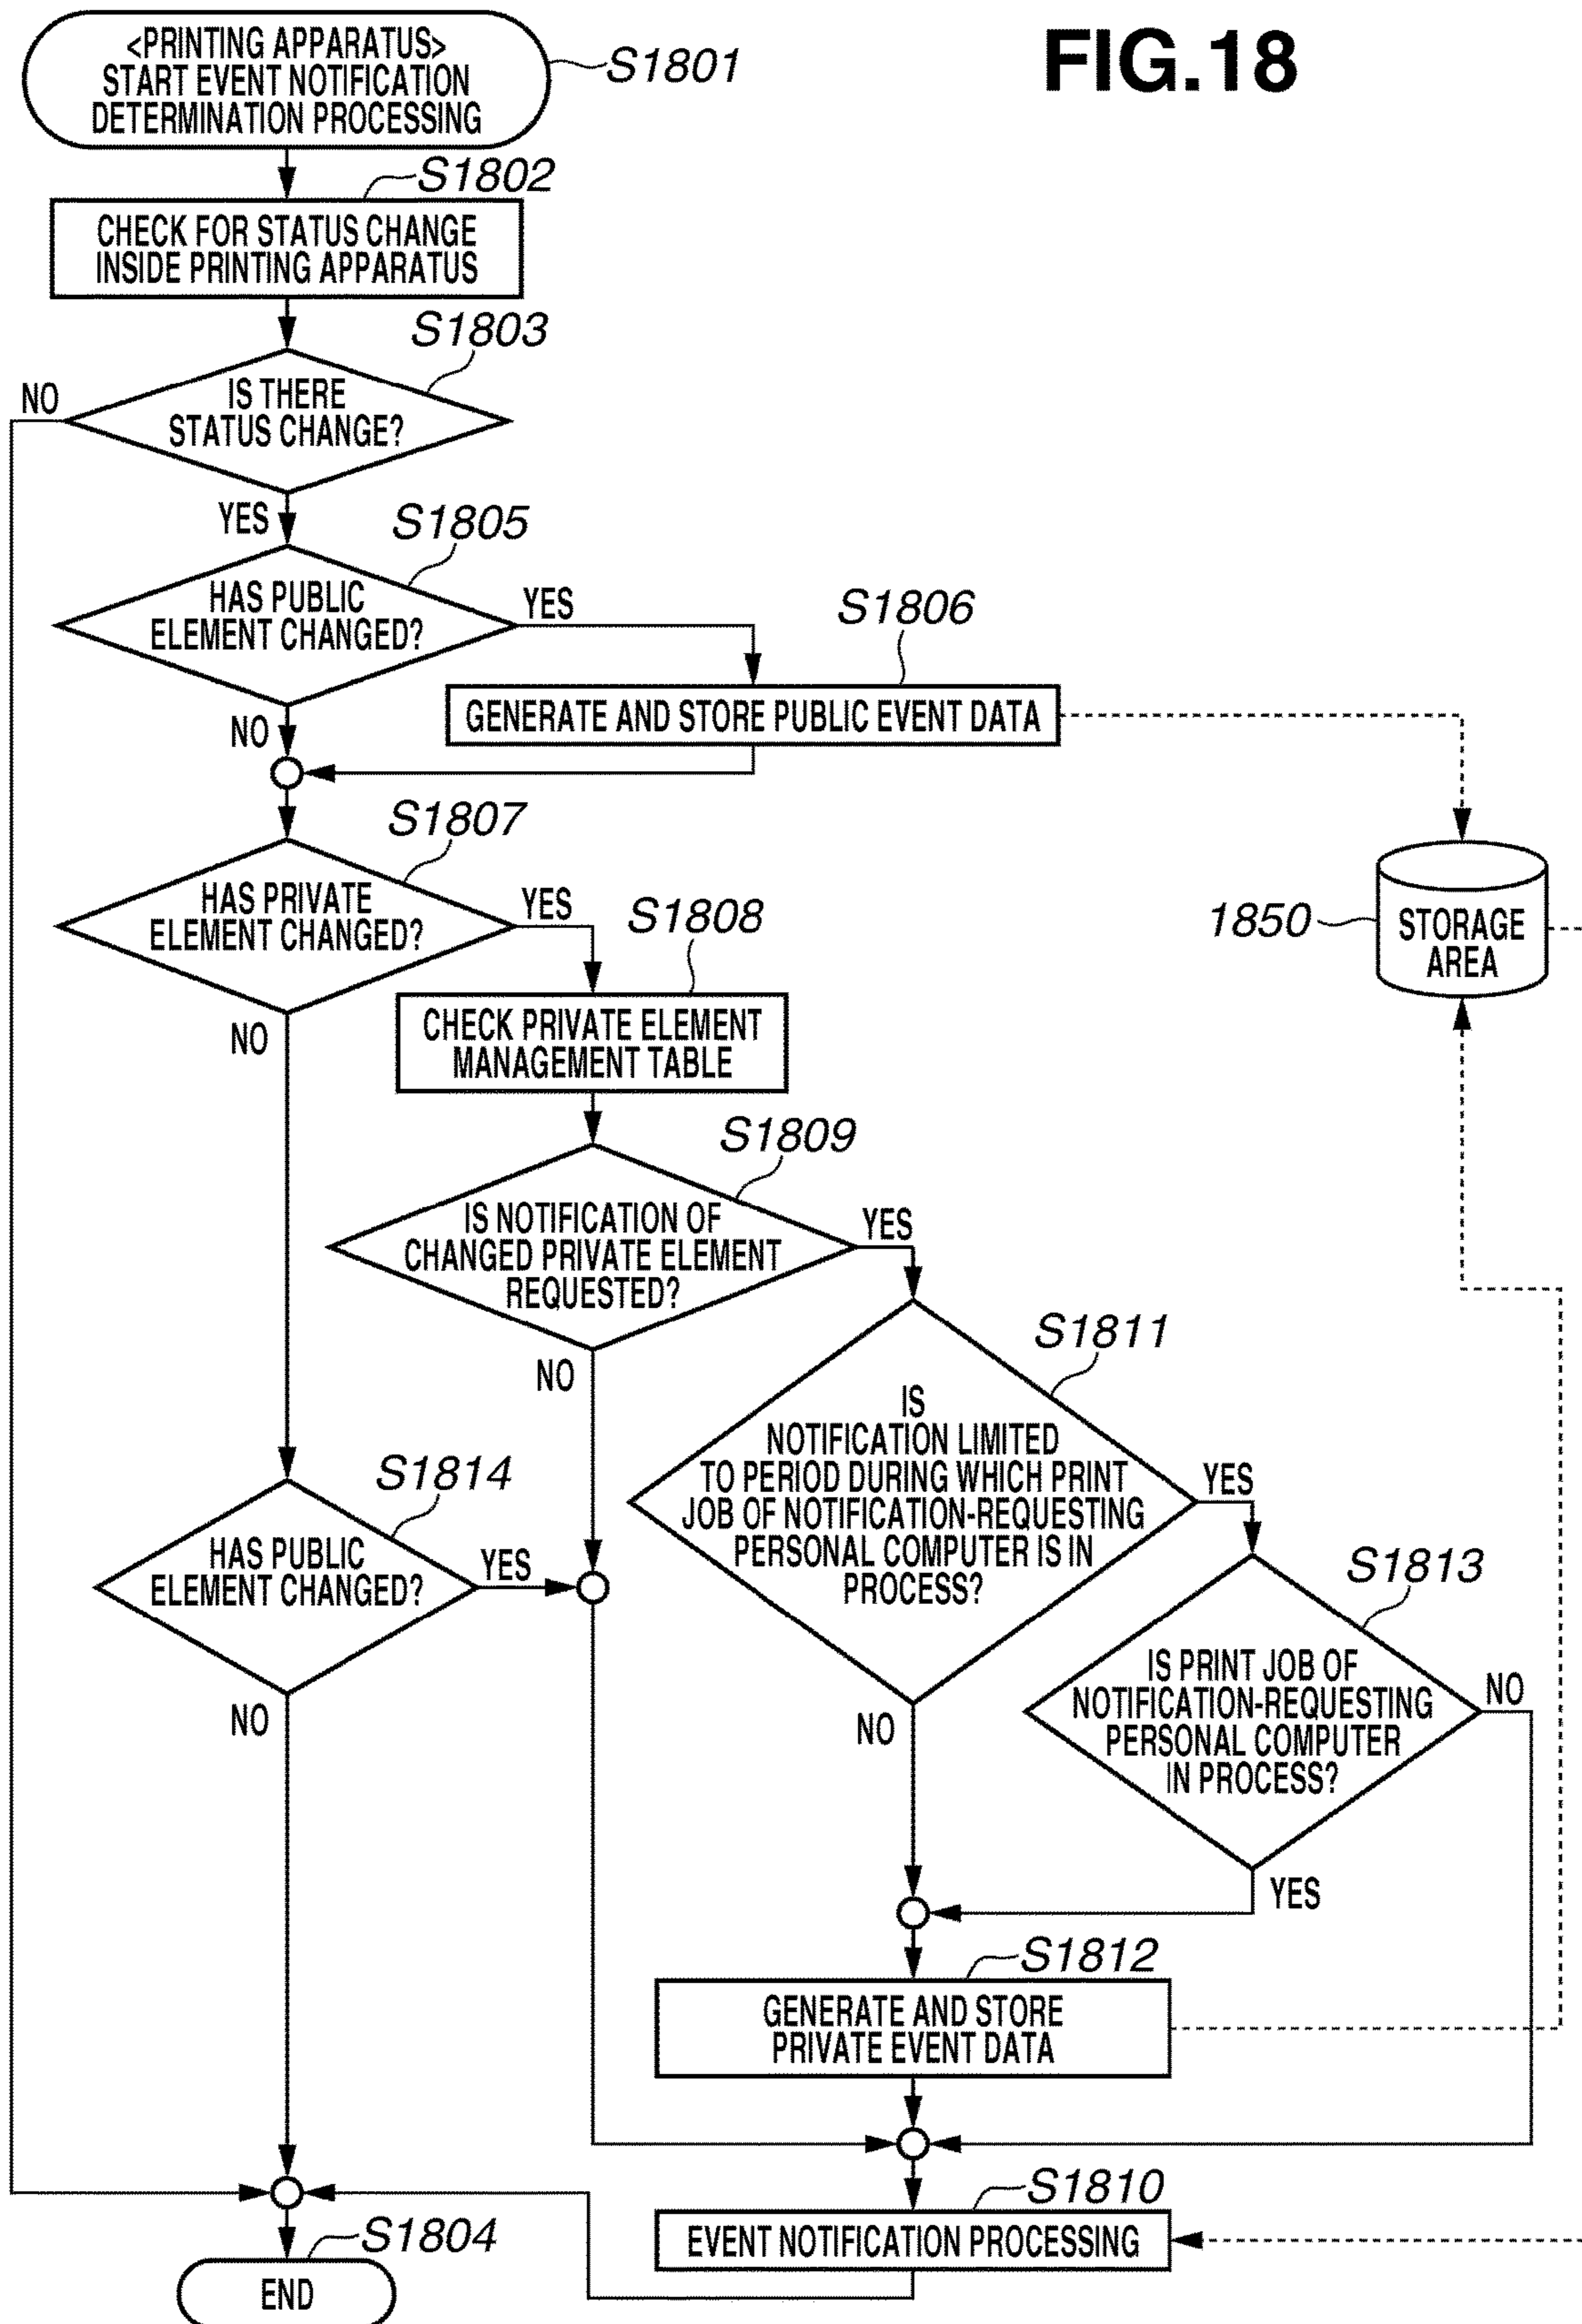 FIG.18
<PRINTING APPARATUS>
START EVENT NOTIFICATION
DETERMINATION PROCESSING
S1801
S1802
CHECK FOR STATUS CHANGE
INSIDE PRINTING APPARATUS
S1803
NO
IS THERE
STATUS CHANGE?
YES
S1805
HAS PUBLIC
ELEMENT CHANGED?
YES
S1806
NO
GENERATE AND STORE PUBLIC EVENT DATA
S1807
HAS PRIVATE
ELEMENT CHANGED?
YES
S1808
1850
STORAGE
AREA
NO
CHECK PRIVATE ELEMENT
MANAGEMENT TABLE
S1809
IS NOTIFICATION OF
CHANGED PRIVATE ELEMENT
REQUESTED?
YES
NO
S1811
IS
NOTIFICATION LIMITED
TO PERIOD DURING WHICH PRINT
JOB OF NOTIFICATION-REQUESTING
PERSONAL COMPUTER IS IN
PROCESS?
YES
NO
S1814
HAS PUBLIC
ELEMENT CHANGED?
YES
NO
S1813
IS PRINT JOB OF
NOTIFICATION-REQUESTING
PERSONAL COMPUTER
IN PROCESS?
NO
YES
S1812
GENERATE AND STORE
PRIVATE EVENT DATA
S1810
EVENT NOTIFICATION PROCESSING
S1804
END